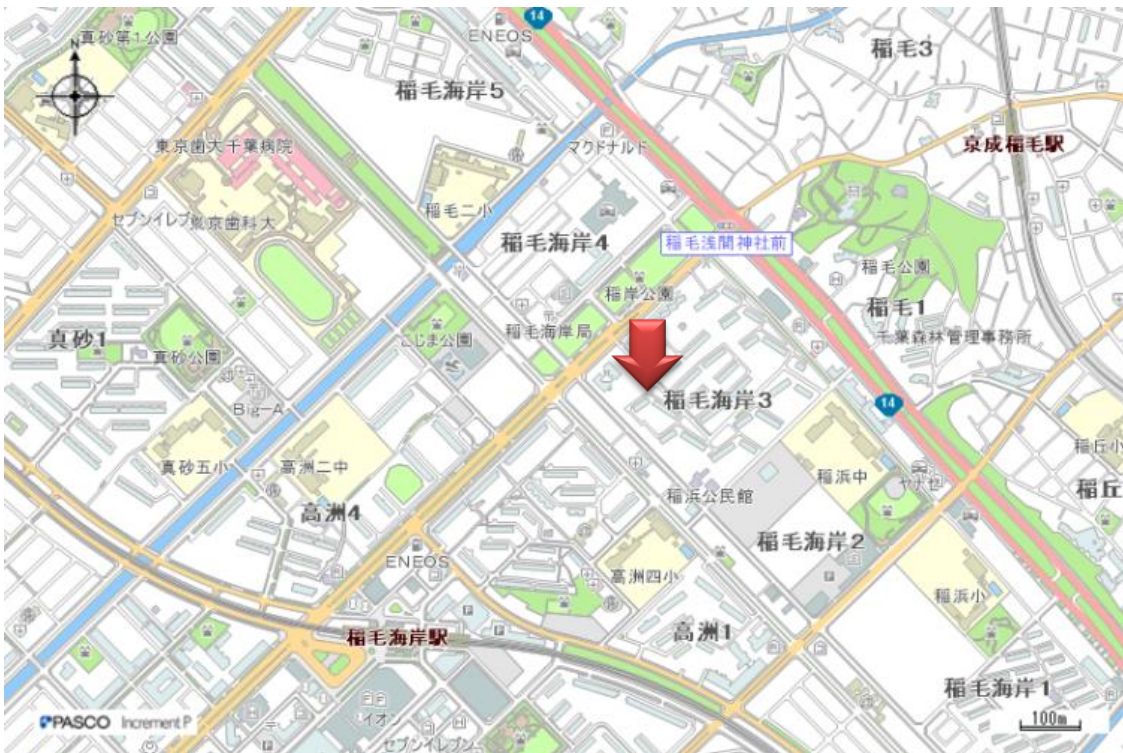 14
真砂第1公園
ENEOS
稲毛3
N
稲毛海岸5
京成稲毛駅
東京歯大千葉病院
マクドナルド
セブンイレブ
東京歯科大
稲毛二小
稲毛海岸4
稲毛浅間神社前
稲毛公園
稲岸公園
稲毛1
真砂1
こじま公園
稲毛海岸局
千葉森林管理事務所
真砂公園
稲毛海岸3
14
Big-A
稲丘小
真砂五小
高洲二中
稲浜中
ヤナセ
稲丘
稲浜公民館
高洲4
稲毛海岸2
ENEOS
高洲四小
稲浜小
稲毛海岸駅
高洲1
稲毛海岸1
PASCO Increment P
イオン
100m
セブンイレブン